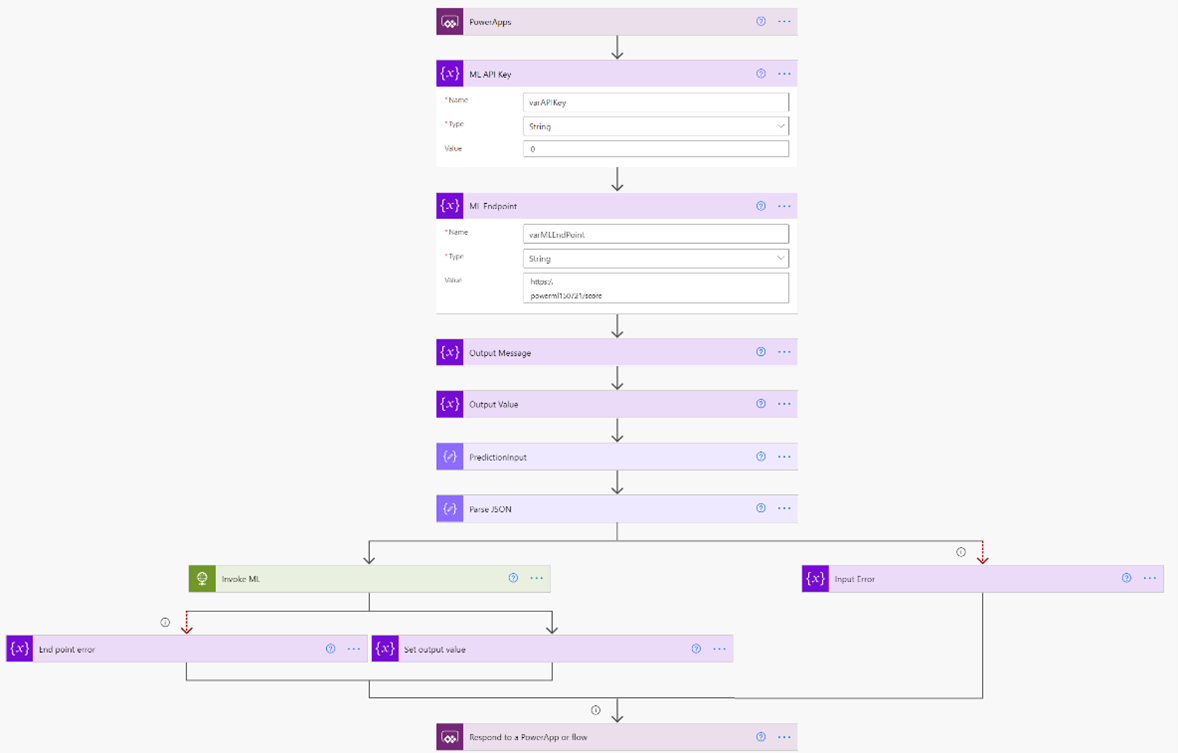 PowerApps
ML API Key
*Name
varAPIKey
*Type
String
Value
0
ML Endpoint
*Name
varMLEndPoint
*Type
String
Value
https://
powerml150721/score
Output Message
Output Value
PredictionInput
Parse JSON
Invoke ML
Input Error
End point error
Set output value
Respond to a PowerApp or flow